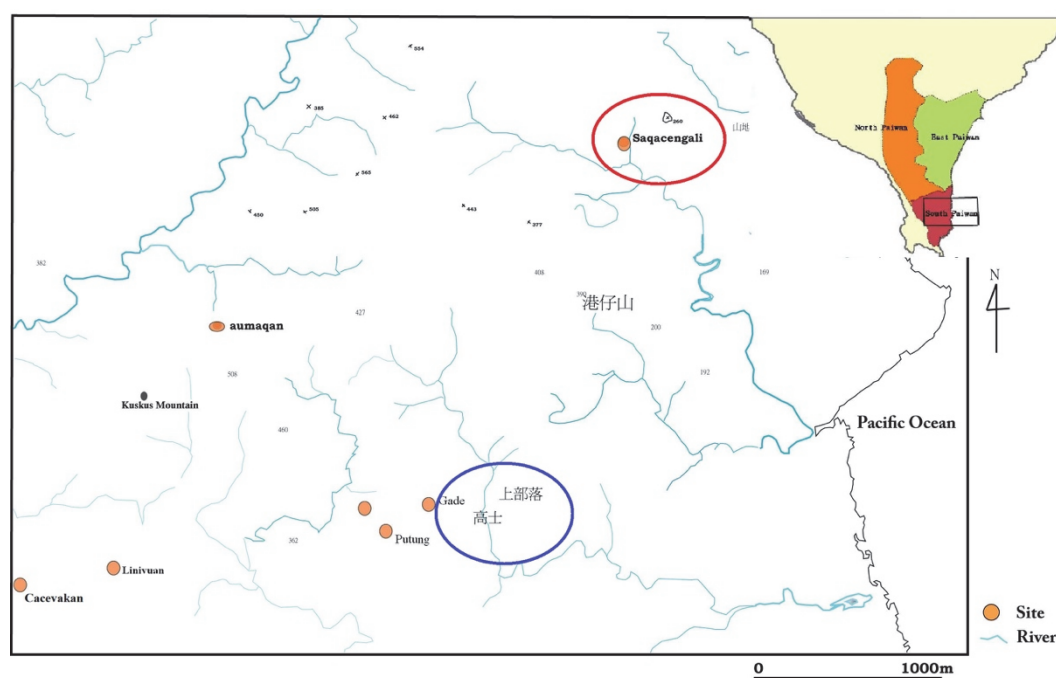 554
385
462
360
山地
Saqacengali
565
450
505
443
377
North Paiwan
East Paiwan
South Paiwan
362
408
169
390
港仔山
427
200
aumaqan
192
508
Kuskus Mountain
460
Pacific Ocean
N
上部落
Gade
高士
Putung
362
Linivuan
Cacevakan
Site
River
0
1000m